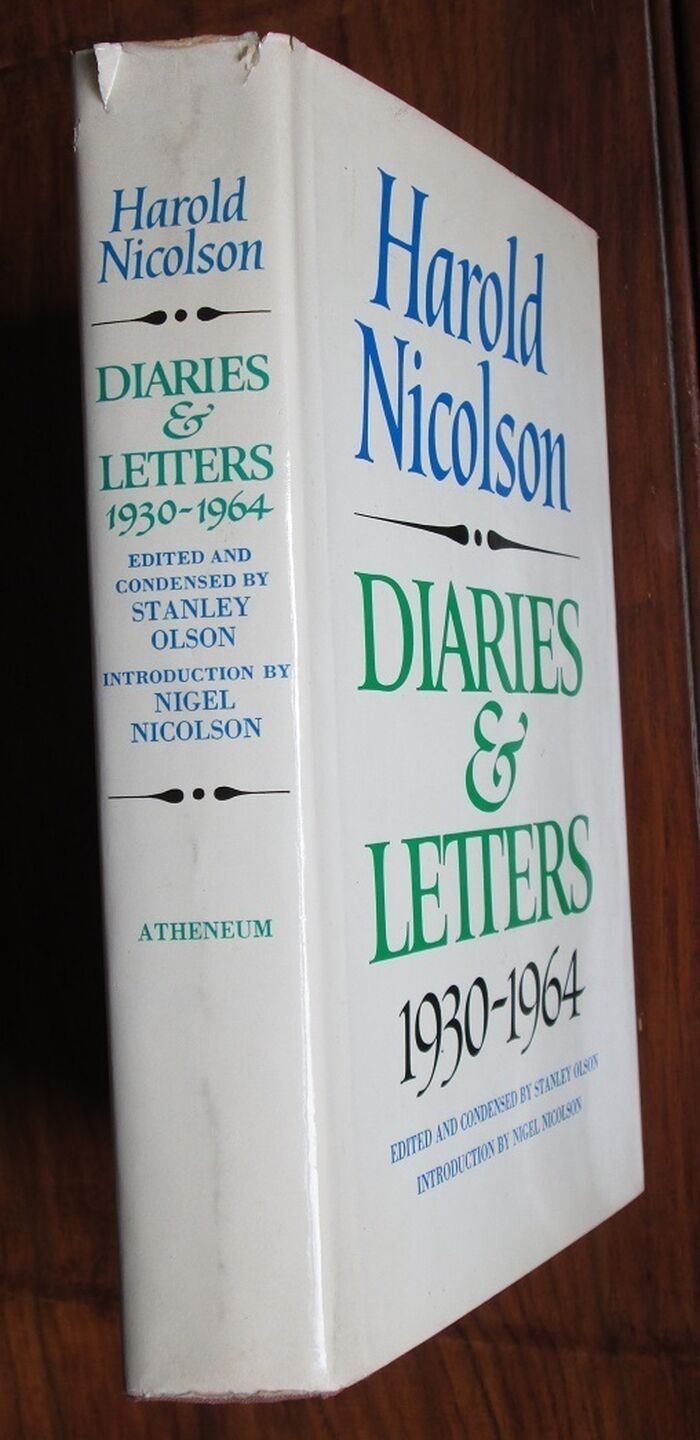 Harold
Nicolson
DIARIES
&
LETTERS
1930-1964
EDITED AND
CONDENSED BY
STANLEY
OLSON
INTRODUCTION BY
NIGEL
NICOLSON
ATHENEUM
Harold
Nicolson
DIARIES
&
LETTERS
1930-1964
EDITED AND CONDENSED BY STANLEY OLSON
INTRODUCTION BY NIGEL NICOLSON